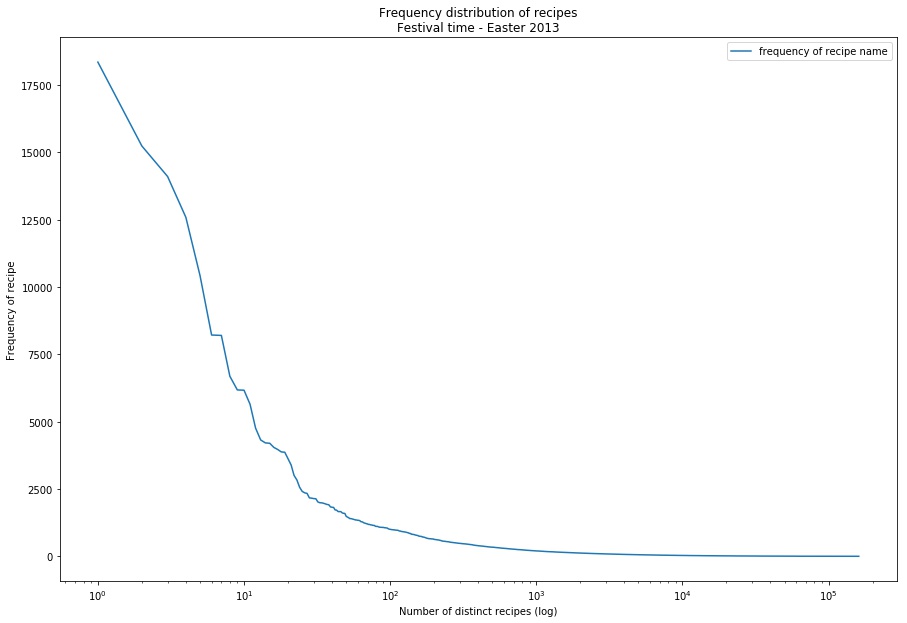 Frequency distribution of recipes
Festival time - Easter 2013
frequency of recipe name
Frequency of recipe
17500
15000
12500
10000
7500
5000
2500
0
10⁰ 10¹ 10² 10³ 10⁴ 10⁵
Number of distinct recipes (log)